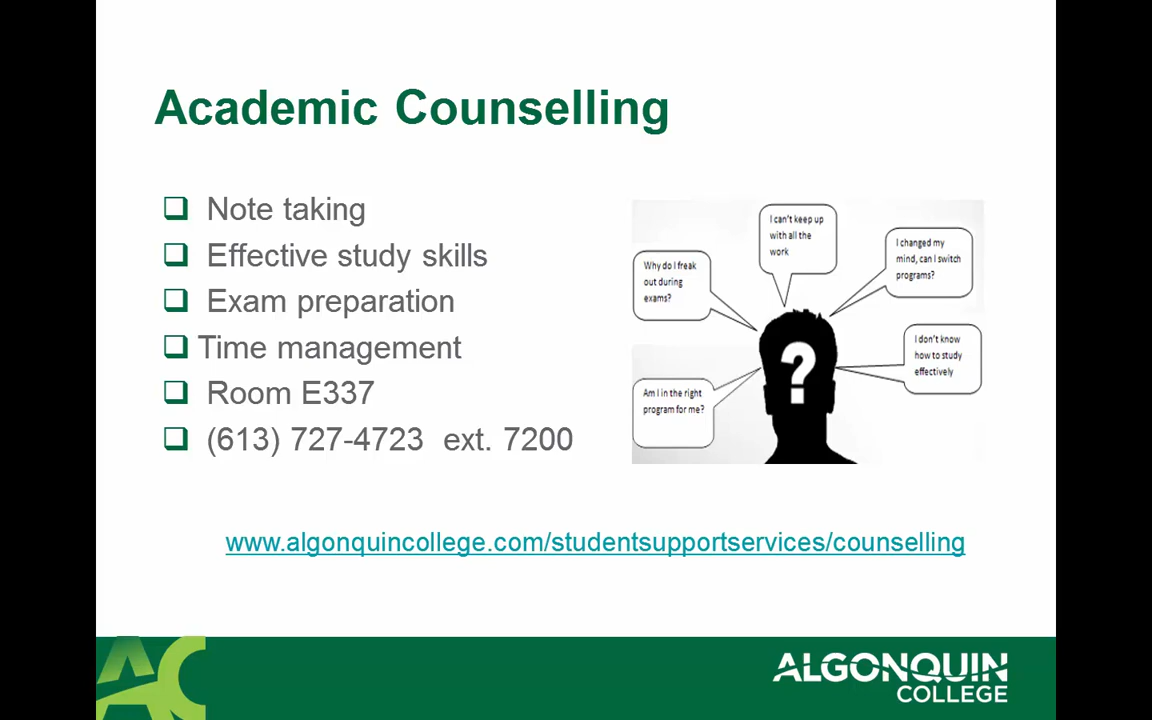 Academic Counselling
Note taking
Effective study skills
Exam preparation
Time management
Room E337
(613) 727-4723 ext. 7200
I can't keep up
with all the
work
I changed my
mind, can I switch
programs?
Why do I freak
out during
exams?
I don't know
how to study
effectively
Am I in the right
program for me?
?
www.algonquincollege.com/studentsupportservices/counselling
AC
ALGONQUIN
COLLEGE